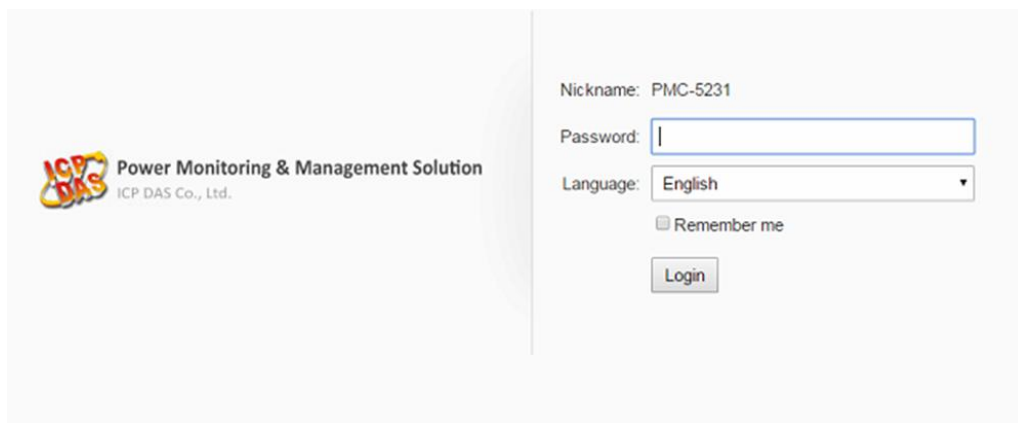 ICP DAS
Power Monitoring & Management Solution
ICP DAS Co., Ltd.
Nickname: PMC-5231
Password:
Language: English
Remember me
Login